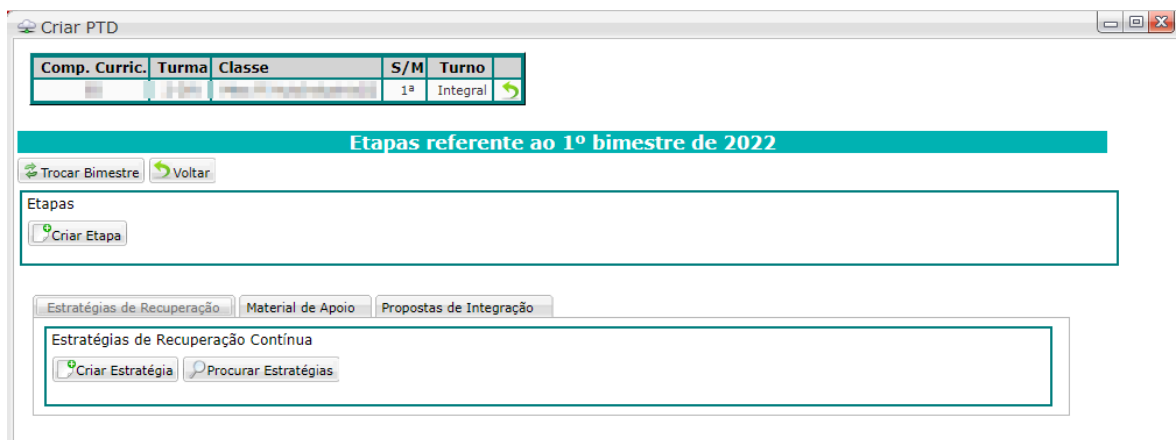 Criar PTD
Comp. Curric. Turma Classe S/M Turno
1ª Integral
Etapas referente ao 1º bimestre de 2022
Trocar Bimestre Voltar
Etapas
Criar Etapa
Estratégias de Recuperação Material de Apoio Propostas de Integração
Estratégias de Recuperação Contínua
Criar Estratégia Procurar Estratégias